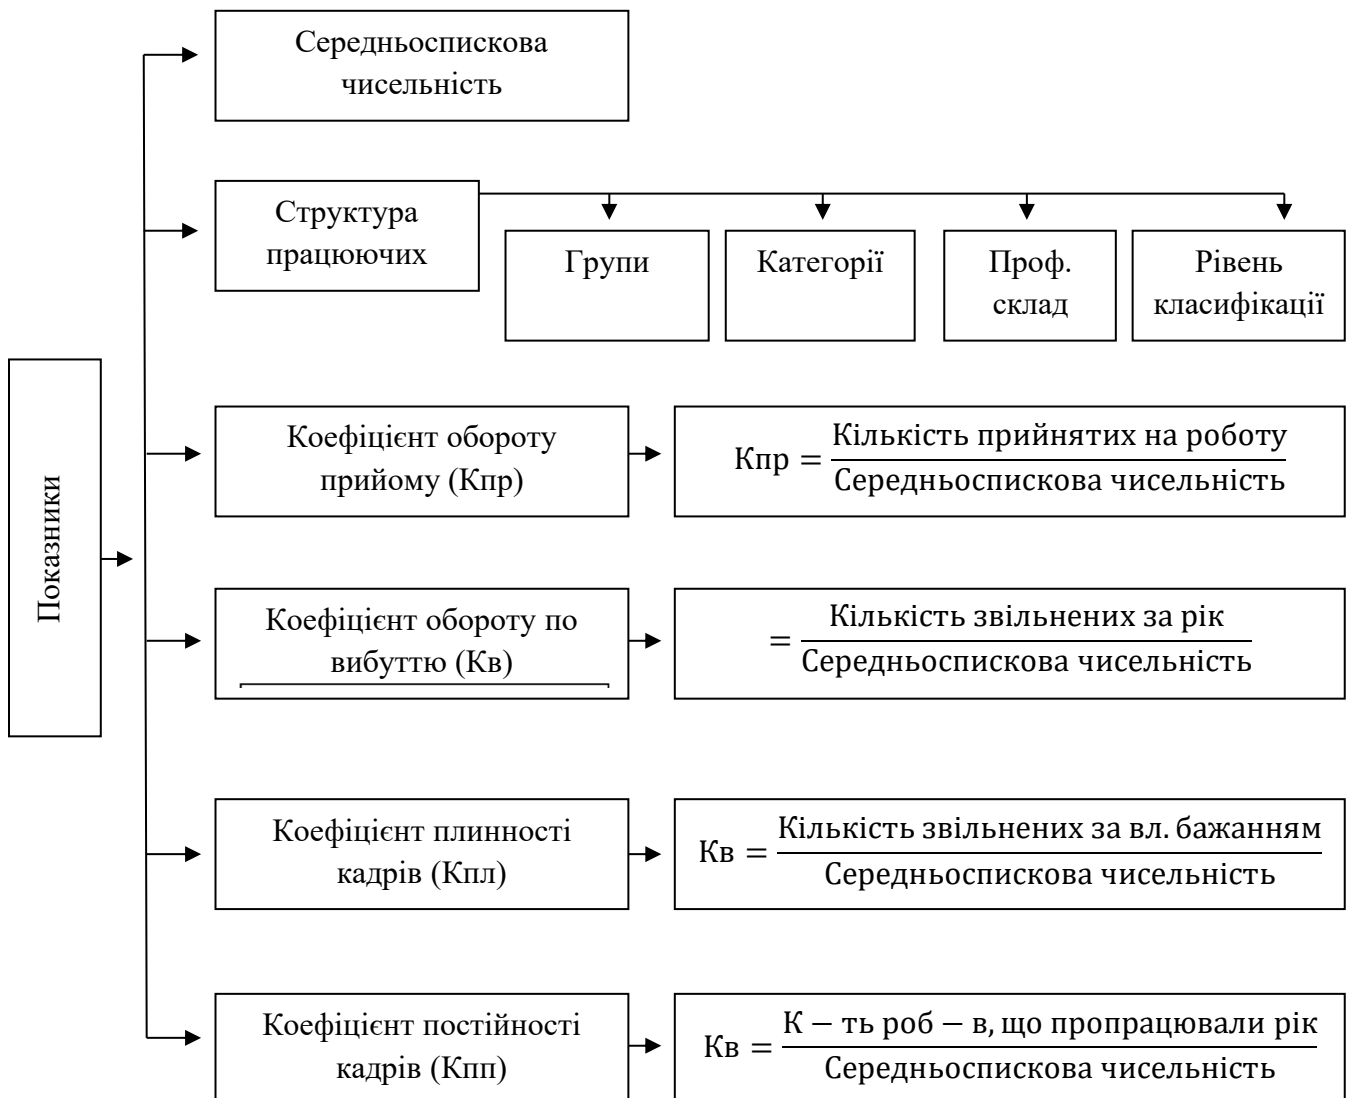 Середньоспискова
чисельність
Структура
працюючих
Групи
Категорії
Проф.
склад
Рівень
класифікації
Показники
Коефіцієнт обороту
прийому (Кпр)
Кпр = Кількість прийнятих на роботу
Середньоспискова чисельність
Коефіцієнт обороту по
вибуттю (Кв)
= Кількість звільнених за рік
Середньоспискова чисельність
Коефіцієнт плинності
кадрів (Кпл)
Кв = Кількість звільнених за вл. бажанням
Середньоспискова чисельність
Коефіцієнт постійності
кадрів (Кпп)
Кв = К − ть роб − в, що пропрацювали рік
Середньоспискова чисельність